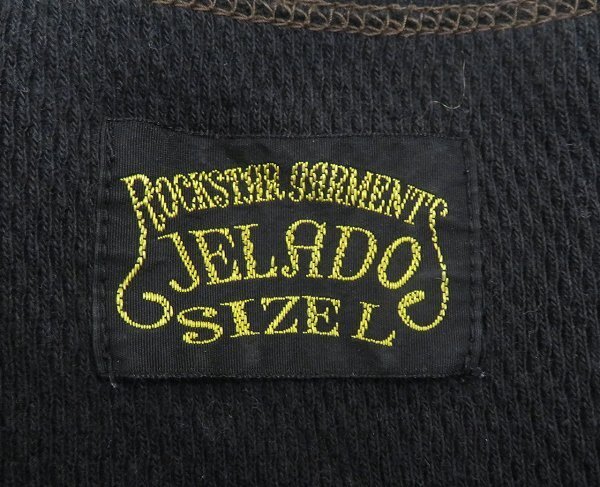 ROCKSTAR GARMENTS
JELADO
SIZE L